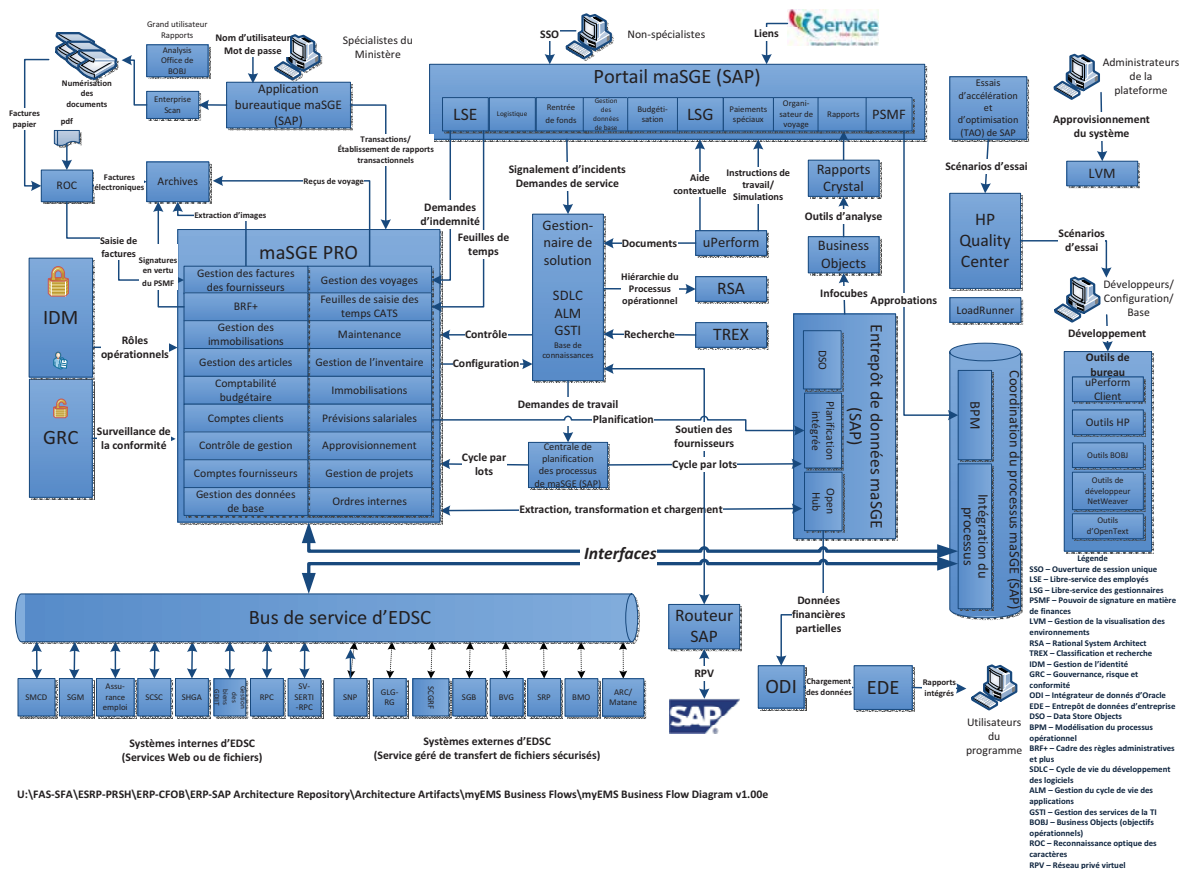 Grand utilisateur
Rapports
Analysis
Office de
BOBJ
Enterprise
Scan
Numérisation
des
documents
Factures
papier
pdf
ROC
Factures
électroniques
Archives
Nom d'utilisateur
Mot de passe
Spécialistes du
Ministère
Application
bureautique maSGE
(SAP)
Transactions/
Établissement de rapports
transactionnels
Reçus de voyage
Extraction d'images
Saisie de
factures
Signatures
en vertu
du PSMF
SSO
Non-spécialistes
Liens
Service
Portail maSGE (SAP)
LSE
Logistique
Rentrée
de fonds
Gestion
des
données
de base
Budgéti-
sation
LSG
Paiements
spéciaux
Organi-
sateur de
voyage
Rapports
PSMF
Signalement d'incidents
Demandes de service
Aide
contextuelle
Instructions de
travail/
Simulations
Rapports
Crystal
Outils d'analyse
Business
Objects
Infocubes
Approbations
Demandes
d'indemnité
Feuilles de
temps
Essais
d'accélération
et
d'optimisation
(TAO) de SAP
Scénarios d'essai
HP
Quality
Center
LoadRunner
Administrateurs
de la
plateforme
Approvisionnement
du système
LVM
Scénarios
d'essai
Développeurs/
Configuration/
Base
Développement
Outils de
bureau
uPerform
Client
Outils HP
Outils BOBJ
Outils de
développeur
NetWeaver
Outils
d'OpenText
IDM
Rôles
opérationnels
GRC
Surveillance de
la conformité
maSGE PRO
Gestion des factures
des fournisseurs
Gestion des voyages
BRF+
Feuilles de saisie des
temps CATS
Gestion des
immobilisations
Maintenance
Gestion des articles
Gestion de l'inventaire
Comptabilité
budgétaire
Immobilisations
Comptes clients
Prévisions salariales
Contrôle de gestion
Approvisionnement
Comptes fournisseurs
Gestion de projets
Gestion des données
de base
Ordres internes
Contrôle
Configuration
Gestion-
naire de
solution
SDLC
ALM
GSTI
Base de
connaissances
Documents
uPerform
Hiérarchie du
Processus
opérationnel
RSA
Recherche
TREX
Demandes de travail
Planification
Soutien des
fournisseurs
Cycle par
lots
Centrale de
planification
des processus
de maSGE (SAP)
Cycle par lots
Extraction, transformation et chargement
DSO
Planification
intégrée
Open
Hub
Entrepôt de données maSGE
(SAP)
BPM
Intégration du
processus
Coordination du processus maSGE (SAP)
Interfaces
Bus de service d'EDSC
SMCD
SGM
Assu-
rance
emploi
SCSC
SHGA
Gestion
des
biens
RPC
SV-
SERTI
-RPC
SNP
GLG-
RG
SCGRF
SGB
BVG
SRP
BMO
ARC/
Matane
Systèmes internes d'EDSC
(Services Web ou de fichiers)
Systèmes externes d'EDSC
(Service géré de transfert de fichiers sécurisés)
Routeur
SAP
RPV
SAP
Données
financières
partielles
ODI
Chargement
des données
EDE
Rapports
intégrés
Utilisateurs
du
programme
Légende
SSO – Ouverture de session unique
LSE – Libre-service des employés
LSG – Libre-service des gestionnaires
PSMF – Pouvoir de signature en matière
de finances
LVM – Gestion de la visualisation des
environnements
RSA – Rational System Architect
TREX – Classification et recherche
IDM – Gestion de l'identité
GRC – Gouvernance, risque et
conformité
ODI – Intégrateur de donnés d'Oracle
EDE – Entrepôt de données d'entreprise
DSO – Data Store Objects
BPM – Modélisation du processus
opérationnel
BRF+ – Cadre des règles administratives
et plus
SDLC – Cycle de vie du développement
des logiciels
ALM – Gestion du cycle de vie des
applications
GSTI – Gestion des services de la TI
BOBJ – Business Objects (objectifs
opérationnels)
ROC – Reconnaissance optique des
caractères
RPV – Réseau privé virtuel
U:\FAS-SFA\ESRP-PRSH\ERP-CFOB\ERP-SAP Architecture Repository\Architecture Artifacts\myEMS Business Flows\myEMS Business Flow Diagram v1.00e